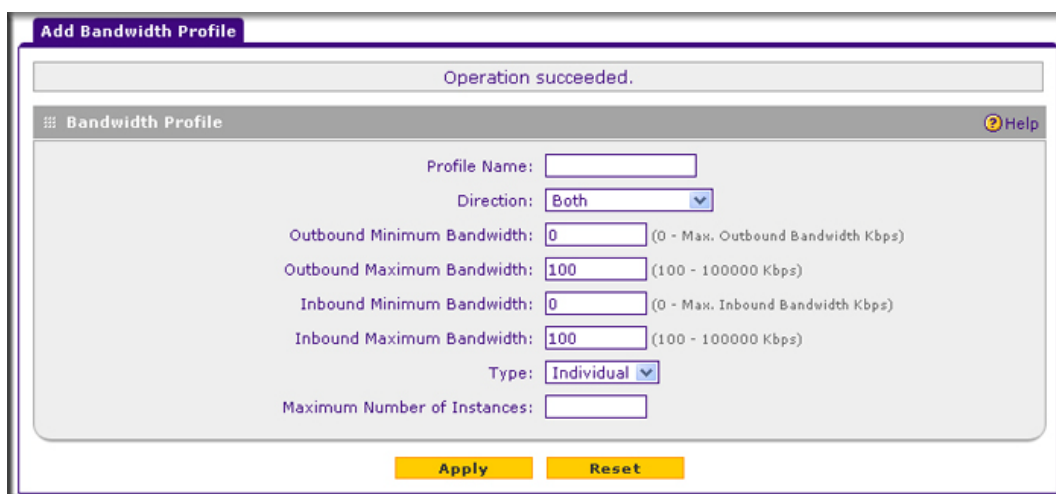 Add Bandwidth Profile
Operation succeeded.
Bandwidth Profile
Help
Profile Name:
Direction: Both
Outbound Minimum Bandwidth: 0 (0 - Max. Outbound Bandwidth Kbps)
Outbound Maximum Bandwidth: 100 (100 - 100000 Kbps)
Inbound Minimum Bandwidth: 0 (0 - Max. Inbound Bandwidth Kbps)
Inbound Maximum Bandwidth: 100 (100 - 100000 Kbps)
Type: Individual
Maximum Number of Instances:
Apply Reset